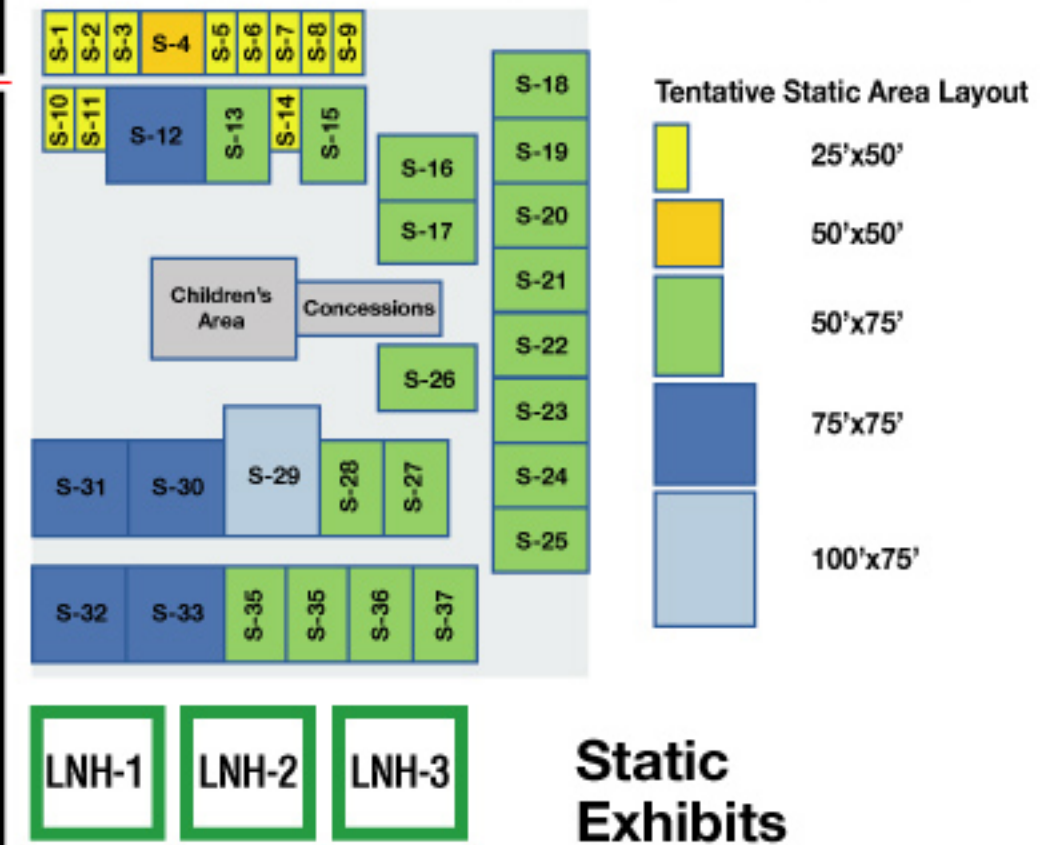 S-1
S-2
S-3
S-4
S-5
S-6
S-7
S-8
S-9
S-10
S-11
S-12
S-13
S-14
S-15
S-16
S-17
S-18
S-19
S-20
S-21
S-22
S-23
S-24
S-25
Children's
Area
Concessions
S-26
S-31
S-30
S-29
S-28
S-27
S-32
S-33
S-35
S-35
S-36
S-37
Tentative Static Area Layout
25'x50'
50'x50'
50'x75'
75'x75'
100'x75'
LNH-1
LNH-2
LNH-3
Static
Exhibits